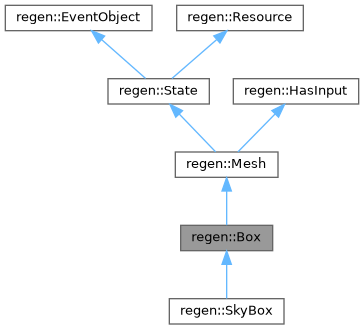 regen::EventObject
regen::Resource
regen::State
regen::HasInput
regen::Mesh
regen::Box
regen::SkyBox